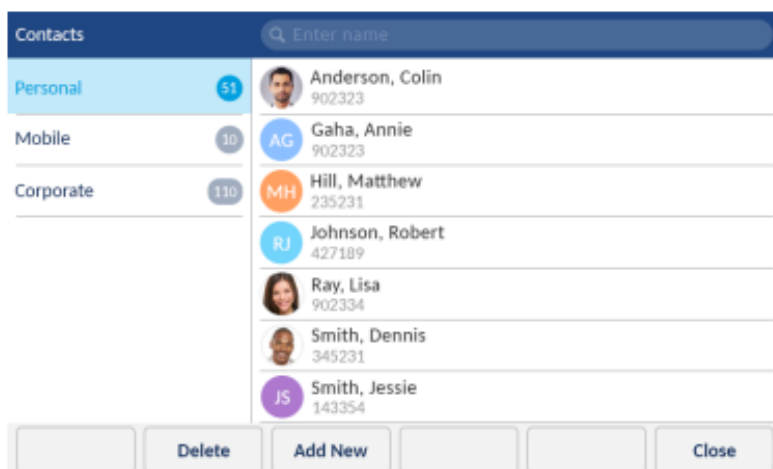 Contacts
Enter name
Personal 51
Mobile 10
Corporate 110
Anderson, Colin
902323
AG
Gaha, Annie
902323
MH
Hill, Matthew
235231
RJ
Johnson, Robert
427189
Ray, Lisa
902334
Smith, Dennis
345231
JS
Smith, Jessie
143354
Delete Add New Close